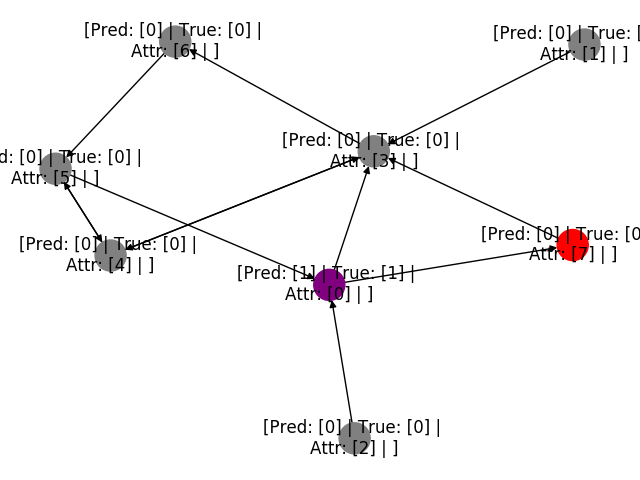 [Pred: [0] | True: [0] |
Attr: [6] | ]
[Pred: [0] | True: [
Attr: [1] | ]
[Pred: [0] | True: [0] |
Attr: [3] | ]
d: [0] | True: [0] |
Attr: [5] | ]
[Pred: [0] | True: [0] |
Attr: [4] | ]
[Pred: [0] | True: [0
Attr: [7] | ]
[Pred: [1] | True: [1] |
Attr: [0] | ]
[Pred: [0] | True: [0] |
Attr: [2] | ]